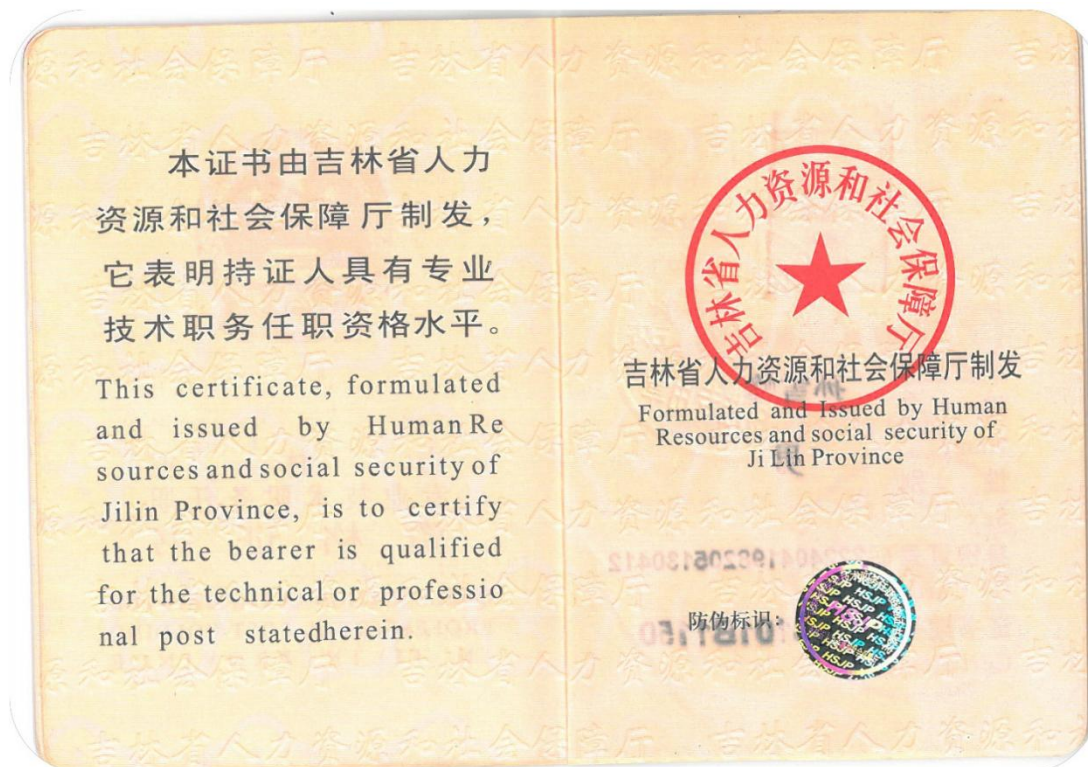 本证书由吉林省人力
资源和社会保障厅制发，
它表明持证人具有专业
技术职务任职资格水平。
This certificate, formulated
and issued by Human Re
sources and social security of
Jilin Province, is to certify
that the bearer is qualified
for the technical or professio
nal post statedherein.
吉林省人力资源和社会保障厅
吉林省人力资源和社会保障厅制发
Formulated and Issued by Human
Resources and social security of
Ji Lin Province
防伪标识：
HSJP